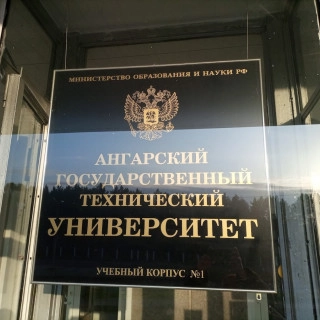 МИНИСТЕРСТВО ОБРАЗОВАНИЯ И НАУКИ РФ
АНГАРСКИЙ
ГОСУДАРСТВЕННЫЙ
ТЕХНИЧЕСКИЙ
УНИВЕРСИТЕТ
УЧЕБНЫЙ КОРПУС №1